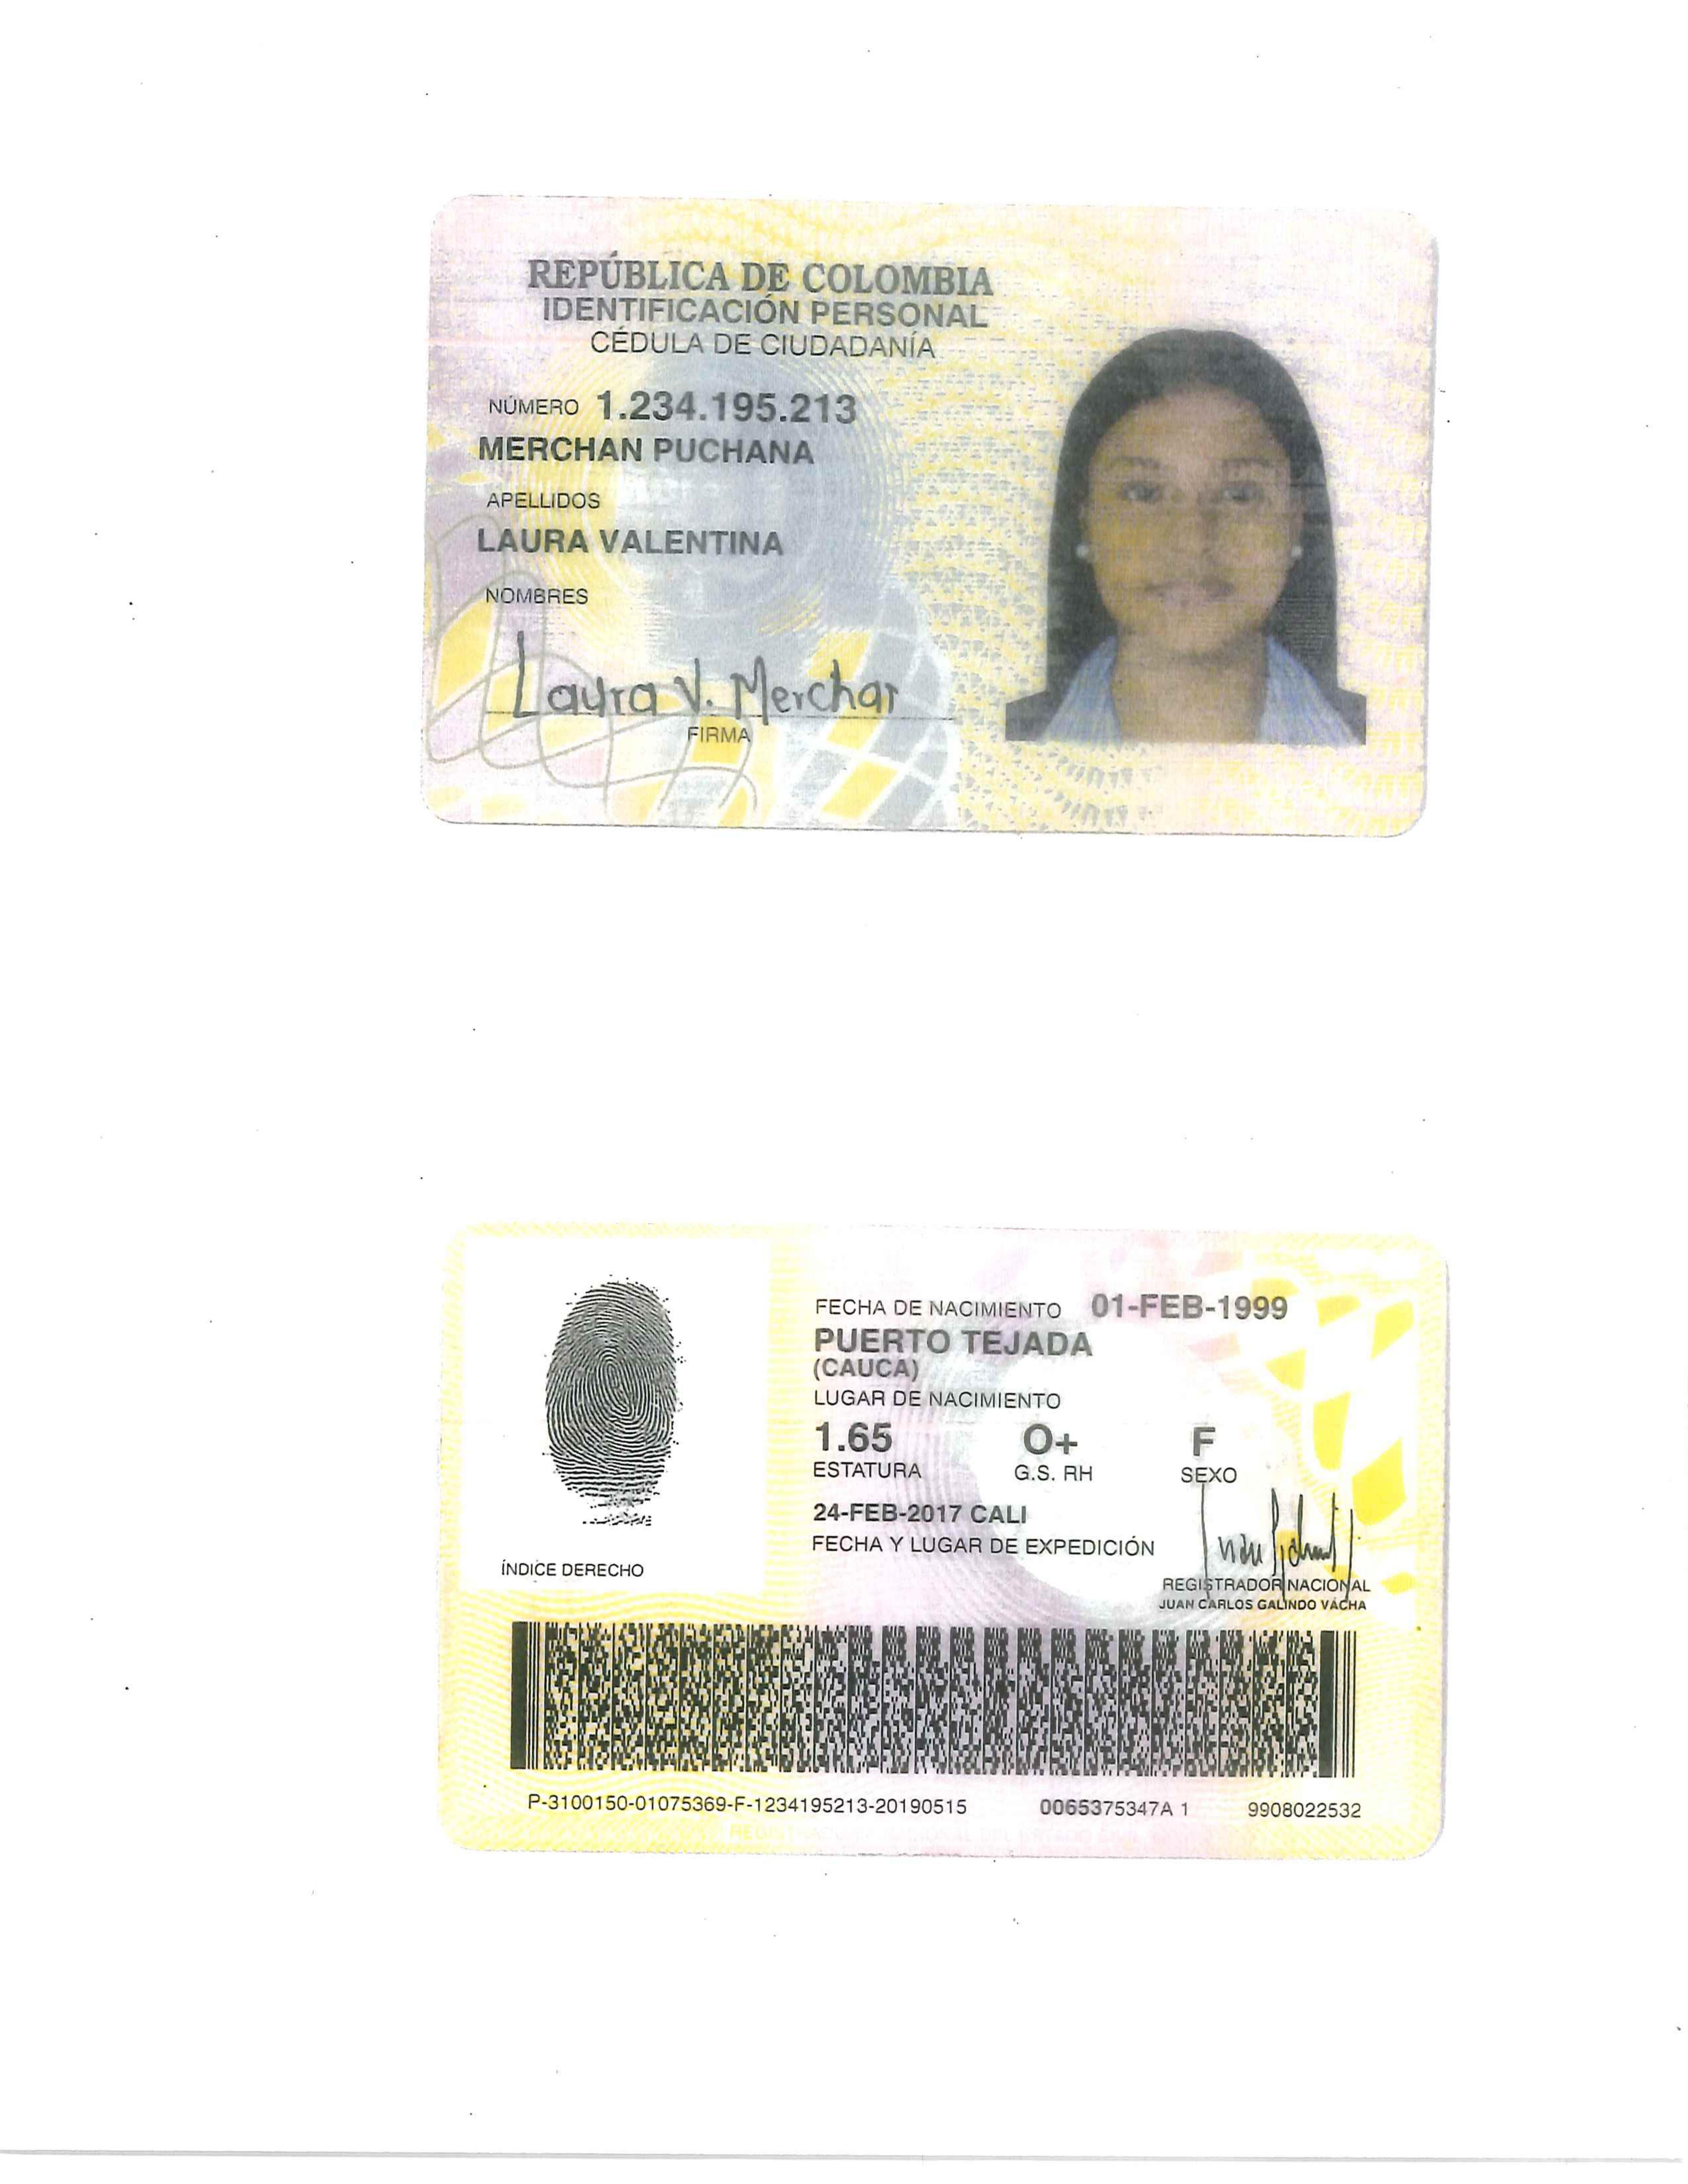 REPÚBLICA DE COLOMBIA
IDENTIFICACIÓN PERSONAL
CÉDULA DE CIUDADANÍA
NÚMERO 1.234.195.213
MERCHAN PUCHANA
APELLIDOS
LAURA VALENTINA
NOMBRES
Laura V. Merchan
FIRMA
FECHA DE NACIMIENTO 01-FEB-1999
PUERTO TEJADA
(CAUCA)
LUGAR DE NACIMIENTO
1.65 O+ F
ESTATURA G.S. RH SEXO
24-FEB-2017 CALI
FECHA Y LUGAR DE EXPEDICIÓN
ÍNDICE DERECHO
REGISTRADOR NACIONAL
JUAN CARLOS GALINDO VÁCHA
P-3100150-01075369-F-1234195213-20190515 0065375347A 1 9908022532